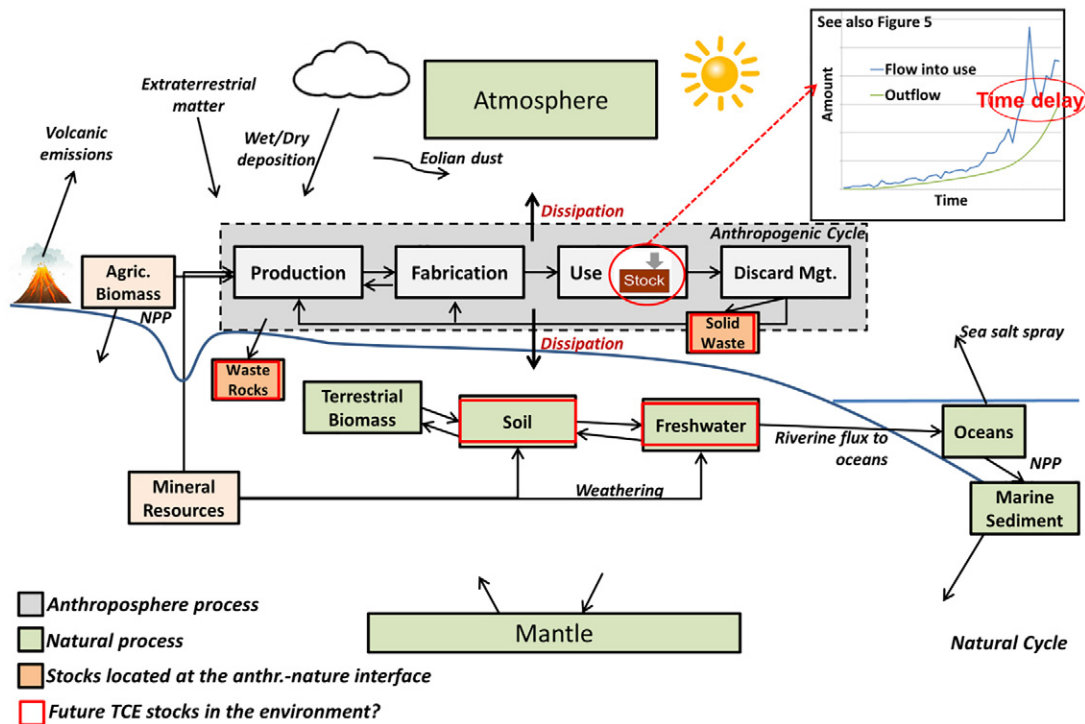 See also Figure 5
Flow into use
Outflow
Time delay
Amount
Time
Extraterrestrial
matter
Atmosphere
Volcanic
emissions
Wet/Dry
deposition
Eolian dust
Dissipation
Anthropogenic Cycle
Agric.
Biomass
Production
Fabrication
Use
Stock
Discard Mgt.
NPP
Solid
Waste
Dissipation
Waste
Rocks
Sea salt spray
Terrestrial
Biomass
Soil
Freshwater
Oceans
Riverine flux to
oceans
NPP
Mineral
Resources
Weathering
Marine
Sediment
Anthroposphere process
Natural process
Stocks located at the anthr.-nature interface
Future TCE stocks in the environment?
Mantle
Natural Cycle